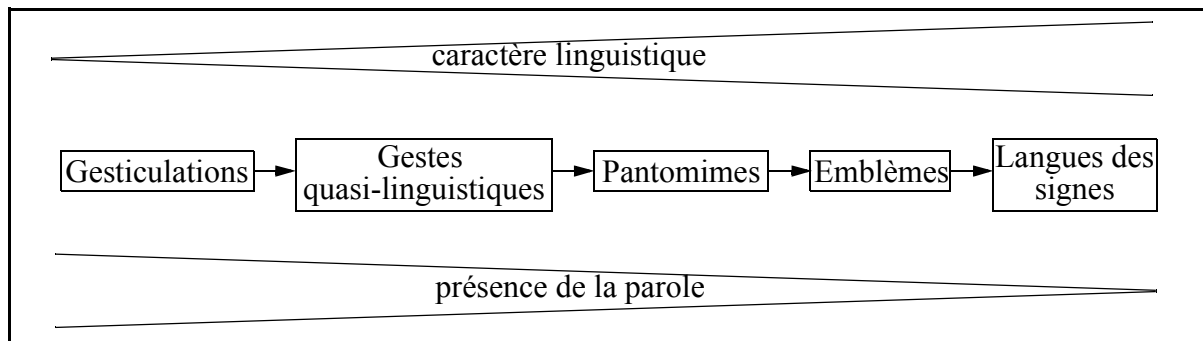 caractère linguistique
Gesticulations
Gestes
quasi-linguistiques
Pantomimes
Emblèmes
Langues des
signes
présence de la parole